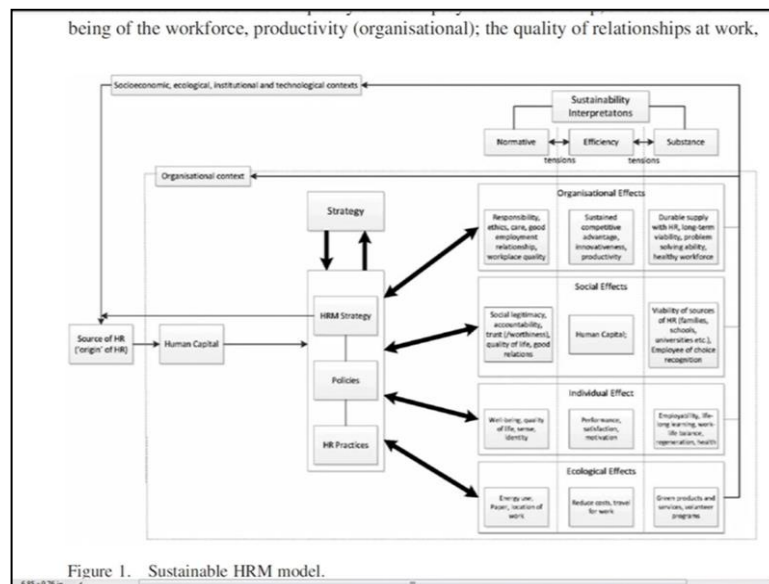 being of the workforce, productivity (organisational); the quality of relationships at work,
Socioeconomic, ecological, institutional and technological contexts
Sustainability
Interpretatons
Normative
Efficiency
Substance
tensions
tensions
Organisational context
Organisational Effects
Strategy
Responsibility,
ethics, care, good
employment
relationship,
workplace quality
Sustained
competitive
advantage,
innovativeness,
productivity
Durable supply
with HR, long-term
viability, problem
solving ability,
healthy workforce
Social Effects
HRM Strategy
Social legitimacy,
accountability,
trust (/worthiness),
quality of life, good
relations
Human Capital;
Viability of sources
of HR (families,
schools,
universities etc.),
Employee of choice
recognition
Source of HR
('origin' of HR)
Human Capital
Policies
Individual Effect
Well-being, quality
of life, sense,
identity
Performance,
satisfaction,
motivation
Employability, life-
long learning, work-
life balance,
regeneration, health
HR Practices
Ecological Effects
Energy use,
Paper, location of
work
Reduce costs, travel
for work
Green products and
services, volunteer
programs
Figure 1. Sustainable HRM model.